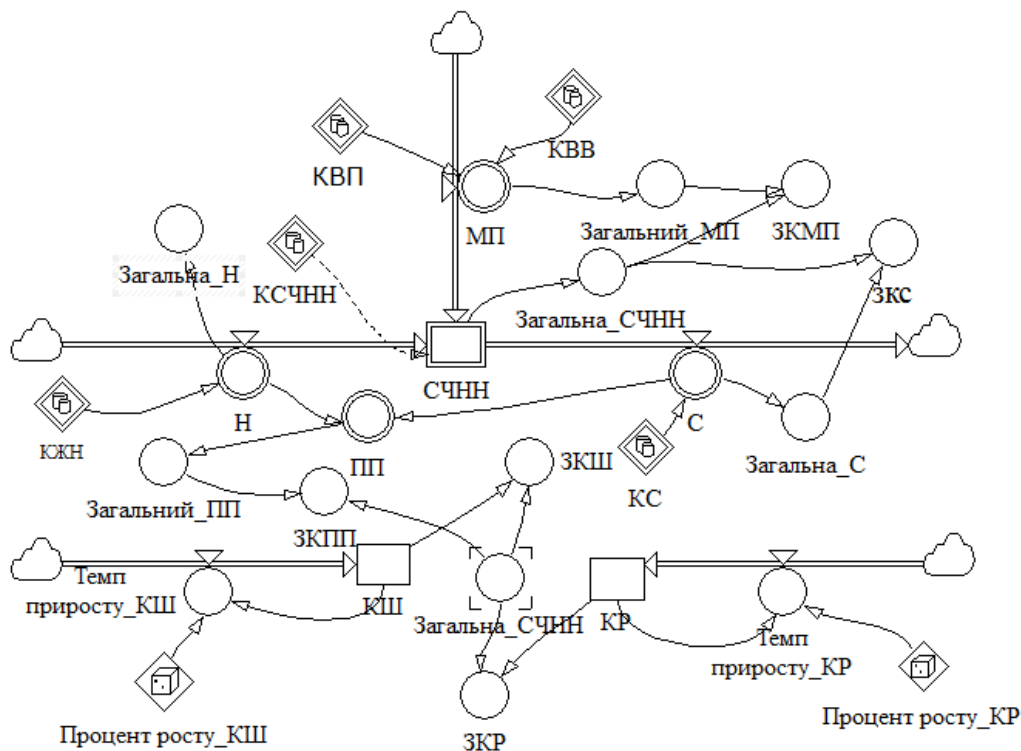 КВП
КВВ
МП
Загальний_МП
ЗКМП
Загальна_Н
КСЧНН
Загальна_СЧНН
ЗКС
СЧНН
Н
С
КЖН
ПП
ЗКШ
КС
Загальна_С
Загальний_ПП
ЗКПП
Темп
приросту_КШ
КШ
Загальна_СЧНН
КР
Темп
приросту_КР
Процент росту_КШ
ЗКР
Процент росту_КР